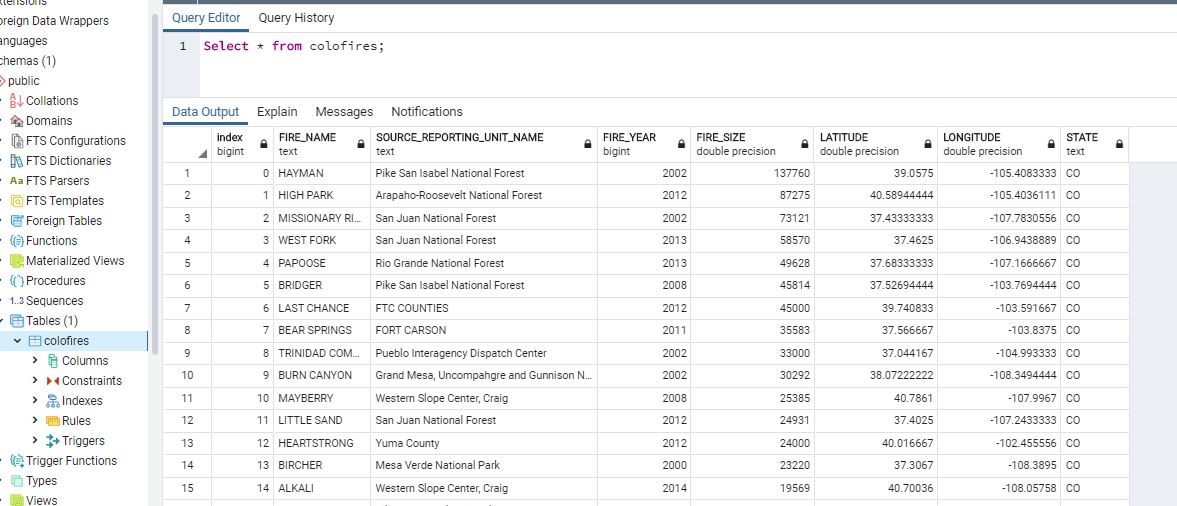 Extensions
Foreign Data Wrappers
Languages
Schemas (1)
public
Collations
Domains
FTS Configurations
FTS Dictionaries
Aa FTS Parsers
FTS Templates
Foreign Tables
Functions
Materialized Views
Procedures
1..3 Sequences
Tables (1)
colofires
Columns
Constraints
Indexes
Rules
Triggers
Trigger Functions
Types
Views
Query Editor Query History
1 Select * from colofires;
Data Output Explain Messages Notifications
index FIRE_NAME SOURCE_REPORTING_UNIT_NAME FIRE_YEAR FIRE_SIZE LATITUDE LONGITUDE STATE
bigint text text bigint double precision double precision double precision text
1 0 HAYMAN Pike San Isabel National Forest 2002 137760 39.0575 -105.4083333 CO
2 1 HIGH PARK Arapaho-Roosevelt National Forest 2012 87275 40.58944444 -105.4036111 CO
3 2 MISSIONARY RI... San Juan National Forest 2002 73121 37.43333333 -107.7830556 CO
4 3 WEST FORK San Juan National Forest 2013 58570 37.4625 -106.9438889 CO
5 4 PAPOOSE Rio Grande National Forest 2013 49628 37.68333333 -107.1666667 CO
6 5 BRIDGER Pike San Isabel National Forest 2008 45814 37.52694444 -103.7694444 CO
7 6 LAST CHANCE FTC COUNTIES 2012 45000 39.740833 -103.591667 CO
8 7 BEAR SPRINGS FORT CARSON 2011 35583 37.566667 -103.8375 CO
9 8 TRINIDAD COM... Pueblo Interagency Dispatch Center 2002 33000 37.044167 -104.993333 CO
10 9 BURN CANYON Grand Mesa, Uncompahgre and Gunnison N... 2002 30292 38.07222222 -108.3494444 CO
11 10 MAYBERRY Western Slope Center, Craig 2008 25385 40.7861 -107.9967 CO
12 11 LITTLE SAND San Juan National Forest 2012 24931 37.4025 -107.2433333 CO
13 12 HEARTSTRONG Yuma County 2012 24000 40.016667 -102.455556 CO
14 13 BIRCHER Mesa Verde National Park 2000 23220 37.3067 -108.3895 CO
15 14 ALKALI Western Slope Center, Craig 2014 19569 40.70036 -108.05758 CO